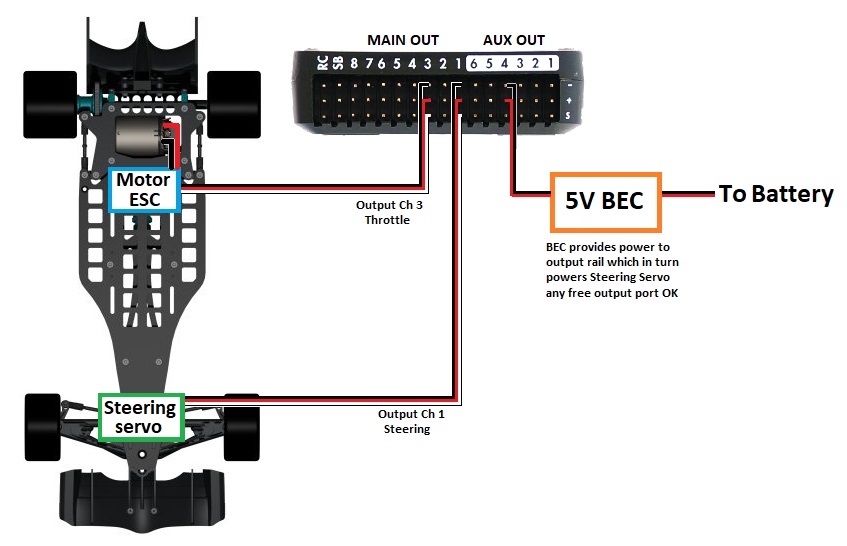 MAIN OUT AUX OUT
RC SB 8 7 6 5 4 3 2 1 6 5 4 3 2 1
-
+
S
Motor
ESC
Output Ch 3
Throttle
5V BEC
To Battery
BEC provides power to
output rail which in turn
powers Steering Servo
any free output port OK
Steering
servo
Output Ch 1
Steering